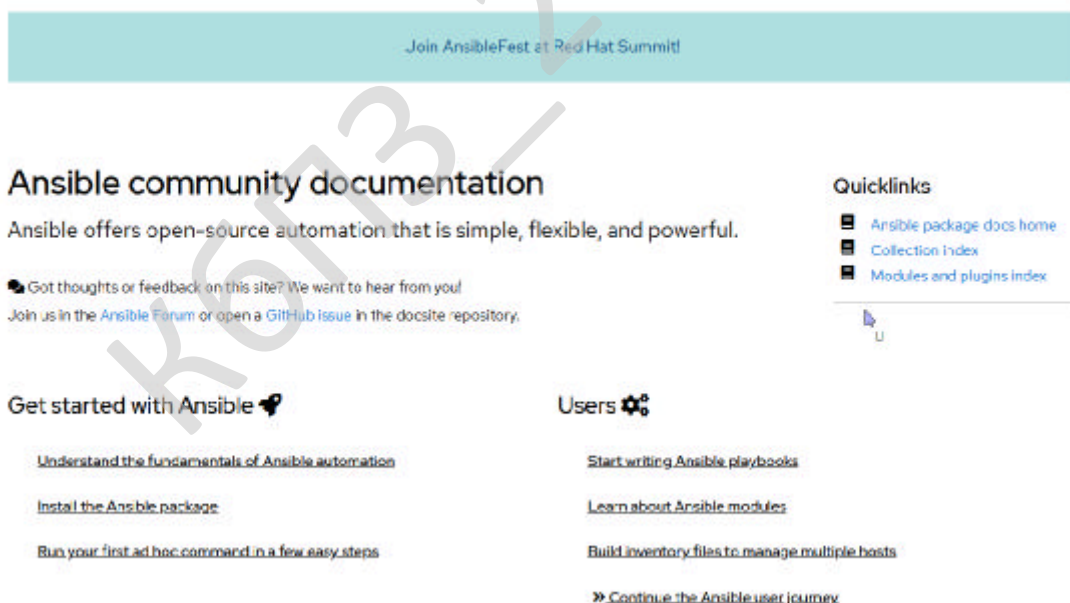 Join AnsibleFest at Red Hat Summit!
Ansible community documentation
Ansible offers open-source automation that is simple, flexible, and powerful.
Got thoughts or feedback on this site? We want to hear from you!
Join us in the Ansible Forum or open a GitHub issue in the docsite repository.
Quicklinks
Ansible package docs home
Collection index
Modules and plugins index
Get started with Ansible
Understand the fundamentals of Ansible automation
Install the Ansible package
Run your first ad hoc command in a few easy steps
Users
Start writing Ansible playbooks
Learn about Ansible modules
Build inventory files to manage multiple hosts
» Continue the Ansible user journey